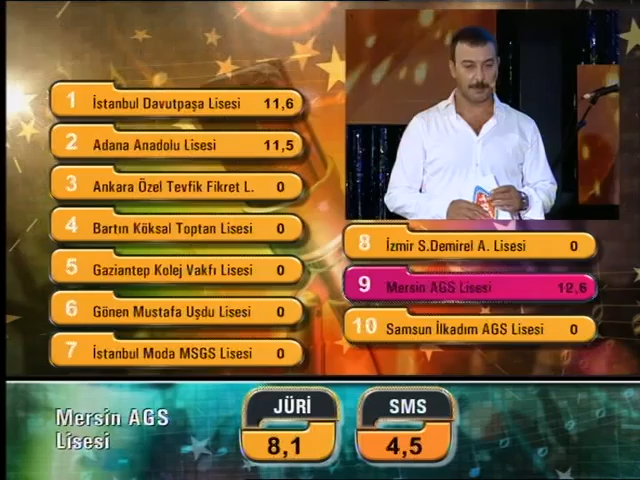 1 İstanbul Davutpaşa Lisesi 11,6
2 Adana Anadolu Lisesi 11,5
3 Ankara Özel Tevfik Fikret L. 0
4 Bartın Köksal Toptan Lisesi 0
5 Gaziantep Kolej Vakfı Lisesi 0
6 Gönen Mustafa Uşdu Lisesi 0
7 İstanbul Moda MSGS Lisesi 0
8 İzmir S.Demirel A. Lisesi 0
9 Mersin AGS Lisesi 12,6
10 Samsun İlkadım AGS Lisesi 0
Mersin AGS
Lisesi
JÜRİ
8,1
SMS
4,5